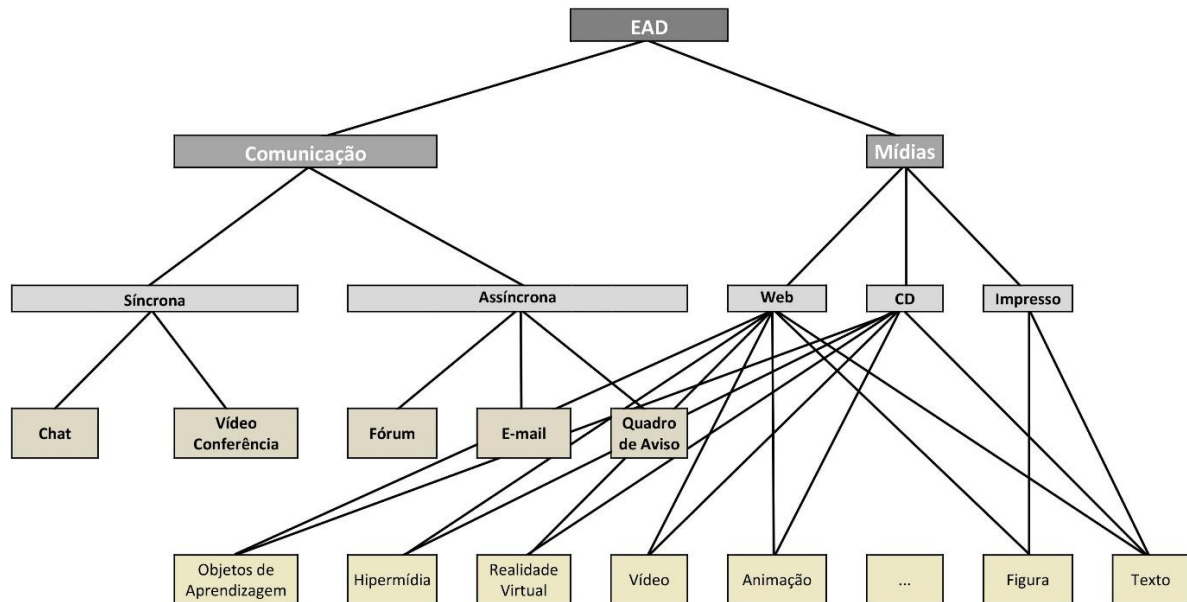 EAD
Comunicação
Mídias
Síncrona
Assíncrona
Web
CD
Impresso
Chat
Vídeo
Conferência
Fórum
E-mail
Quadro
de Aviso
Objetos de
Aprendizagem
Hipermídia
Realidade
Virtual
Vídeo
Animação
...
Figura
Texto